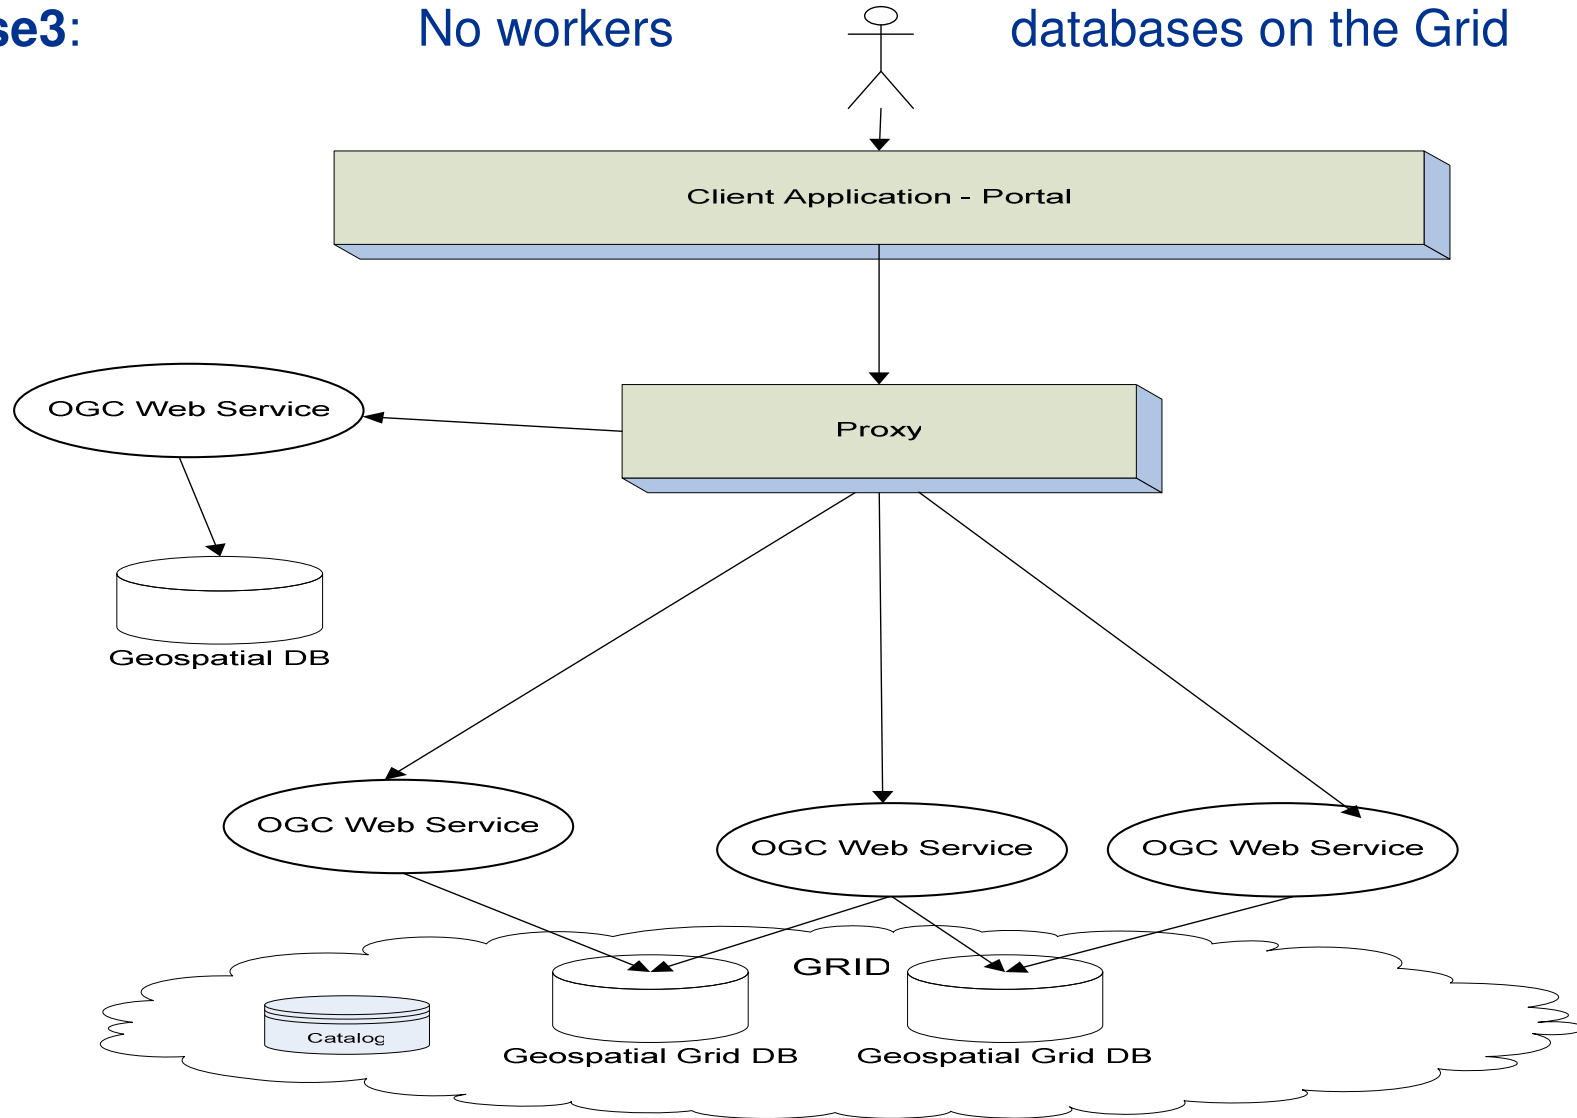 se3: No workers databases on the Grid
Client Application - Portal
OGC Web Service
Proxy
Geospatial DB
OGC Web Service
OGC Web Service
OGC Web Service
GRID
Catalog
Geospatial Grid DB
Geospatial Grid DB